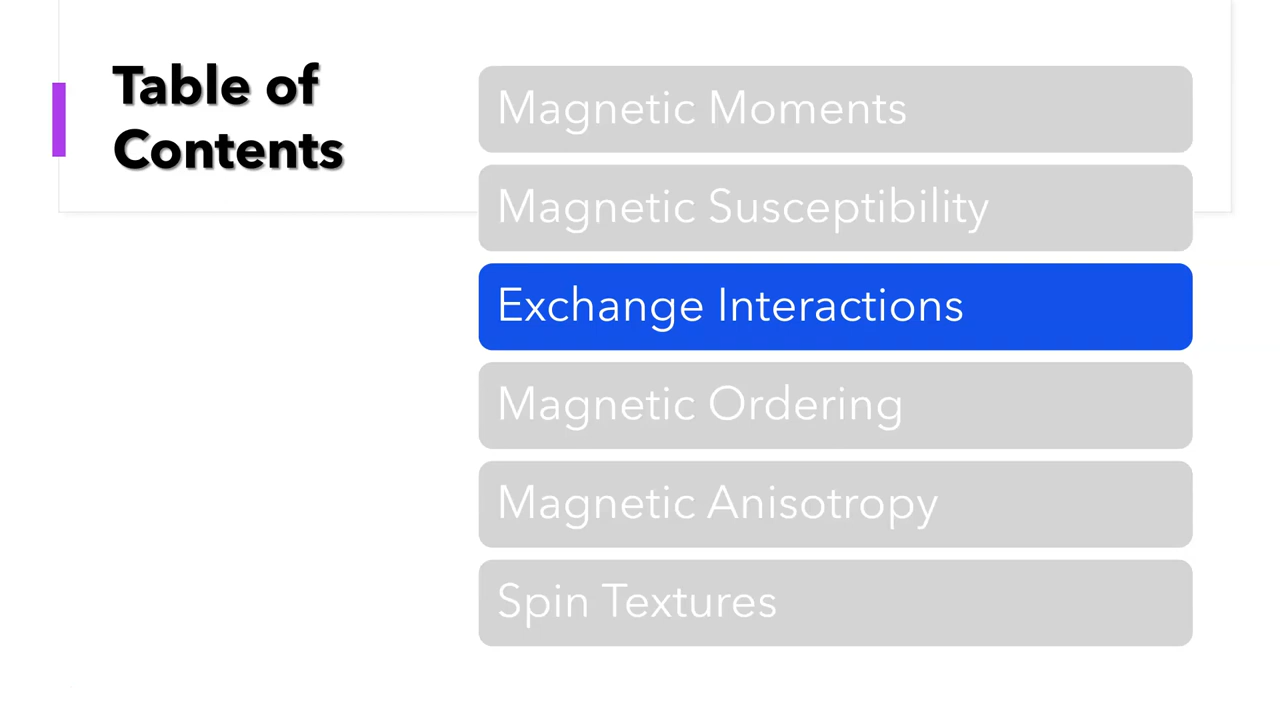 Table of
Contents
Magnetic Moments
Magnetic Susceptibility
Exchange Interactions
Magnetic Ordering
Magnetic Anisotropy
Spin Textures